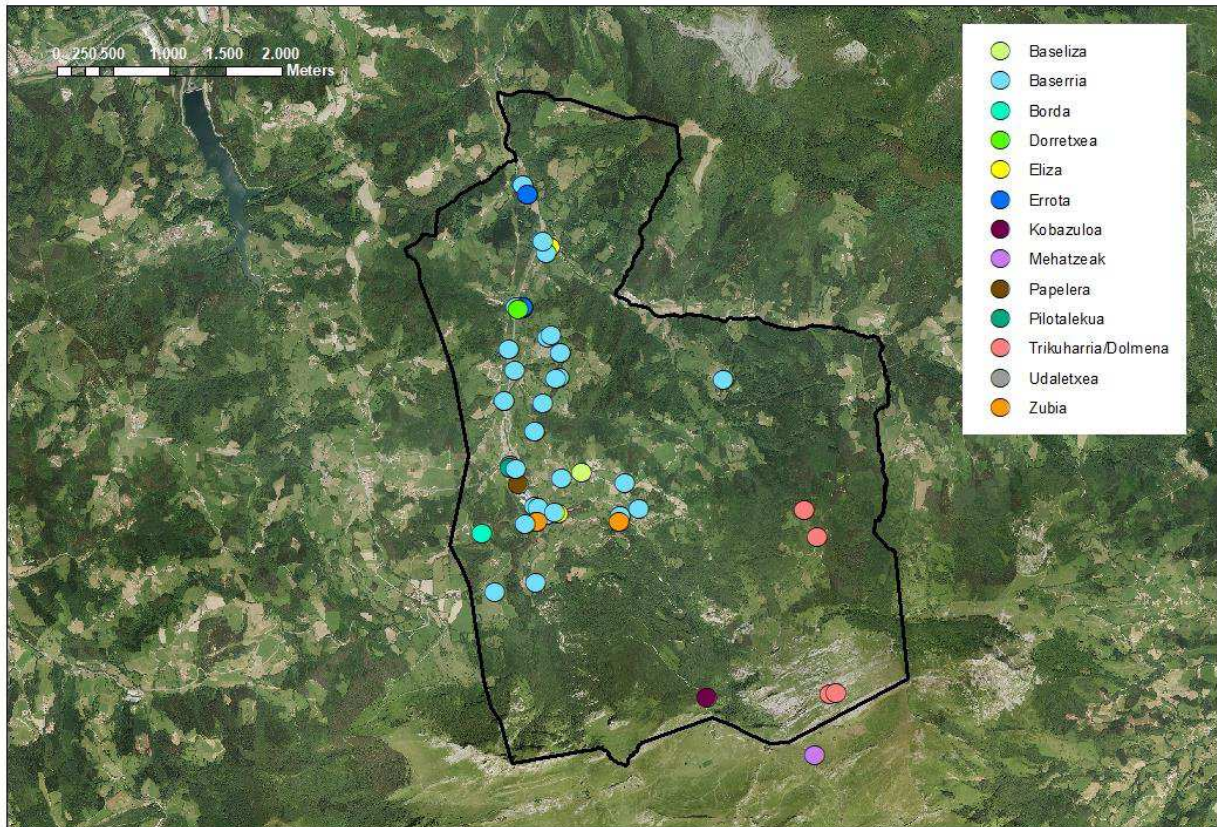 0 250 500 1.000 1.500 2.000
Meters
Baseliza
Baserria
Borda
Dorretxea
Eliza
Errota
Kobazuloa
Mehatzeak
Papelera
Pilotalekua
Trikuharria/Dolmena
Udaletxea
Zubia